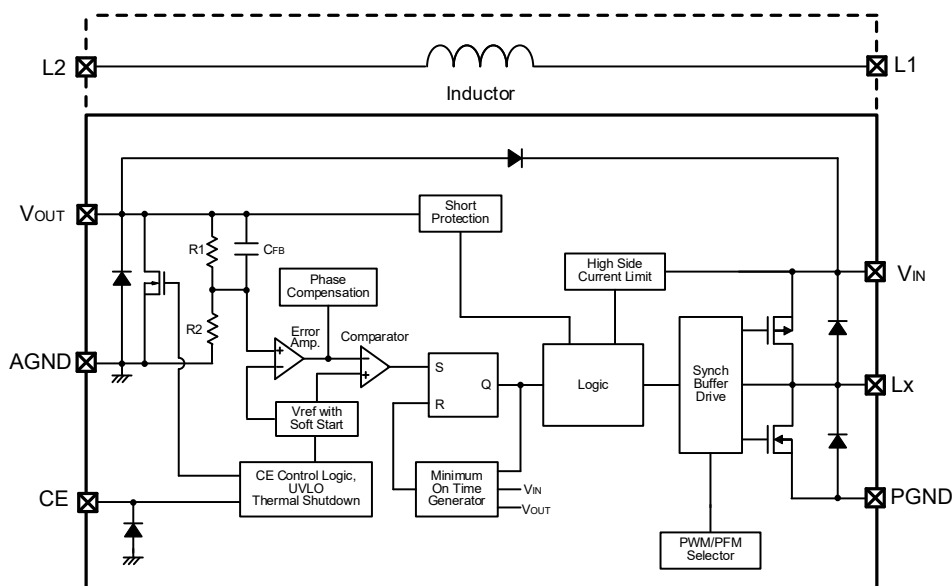 L2
L1
Inductor
VOUT
Short
Protection
R1
CFB
High Side
Current Limit
VIN
Phase
Compensation
R2
Error
Amp.
Comparator
AGND
S
Q
R
Logic
Synch
Buffer
Drive
Lx
Vref with
Soft Start
CE Control Logic,
UVLO
Thermal Shutdown
Minimum
On Time
Generator
VIN
VOUT
CE
PGND
PWM/PFM
Selector